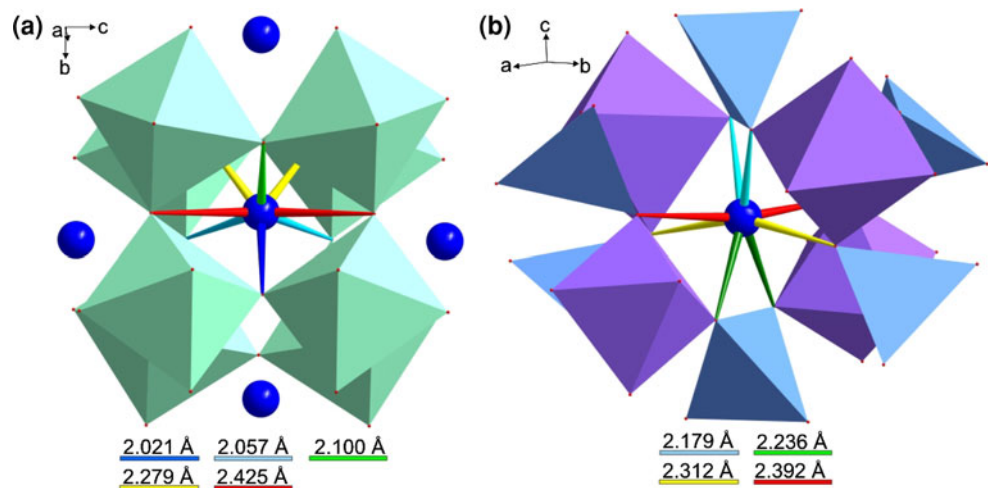 (a) a c
b
2.021 Å 2.057 Å 2.100 Å
2.279 Å 2.425 Å
(b) c
a b
2.179 Å 2.236 Å
2.312 Å 2.392 Å